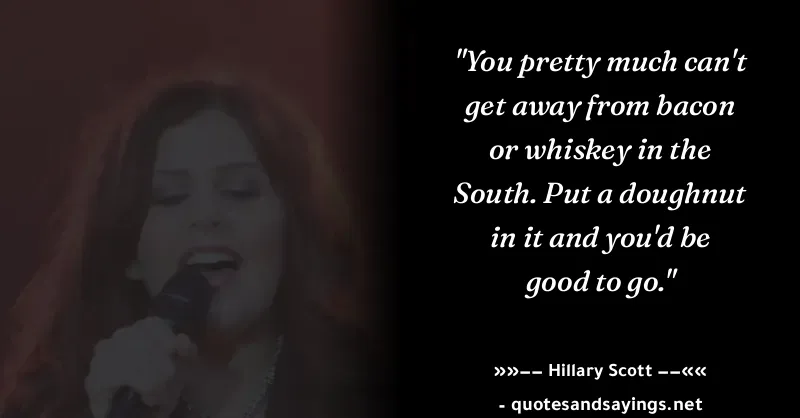 "You pretty much can't
get away from bacon
or whiskey in the
South. Put a doughnut
in it and you'd be
good to go."
»»−− Hillary Scott −−««
- quotesandsayings.net